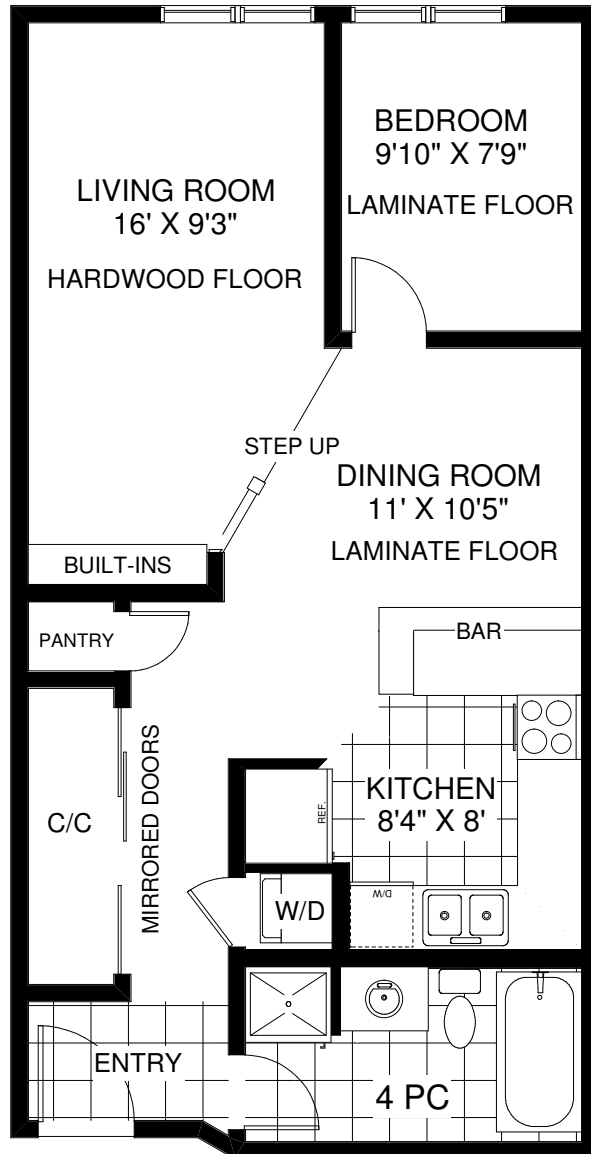 BEDROOM
9'10" X 7'9"
LAMINATE FLOOR
LIVING ROOM
16' X 9'3"
HARDWOOD FLOOR
STEP UP
DINING ROOM
11' X 10'5"
LAMINATE FLOOR
BUILT-INS
PANTRY
BAR
MIRRORED DOORS
C/C
REF.
KITCHEN
8'4" X 8'
D/W
W/D
ENTRY
4 PC